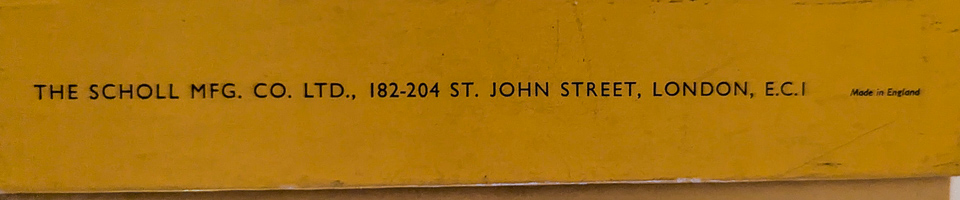 THE SCHOLL MFG. CO. LTD., 182-204 ST. JOHN STREET, LONDON, E.C.1 Made in England